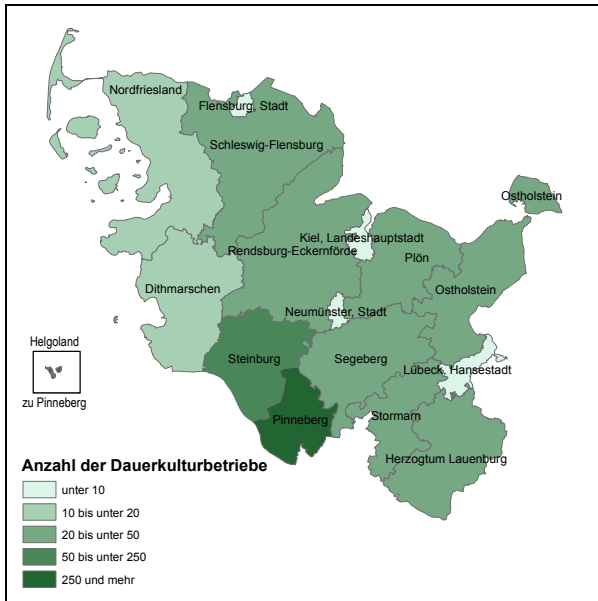 Nordfriesland
Flensburg, Stadt
Schleswig-Flensburg
Ostholstein
Kiel, Landeshauptstadt
Rendsburg-Eckernförde
Plön
Dithmarschen
Ostholstein
Neumünster, Stadt
Helgoland
zu Pinneberg
Steinburg
Segeberg
Lübeck, Hansestadt
Pinneberg
Stormarn
Herzogtum Lauenburg
Anzahl der Dauerkulturbetriebe
unter 10
10 bis unter 20
20 bis unter 50
50 bis unter 250
250 und mehr